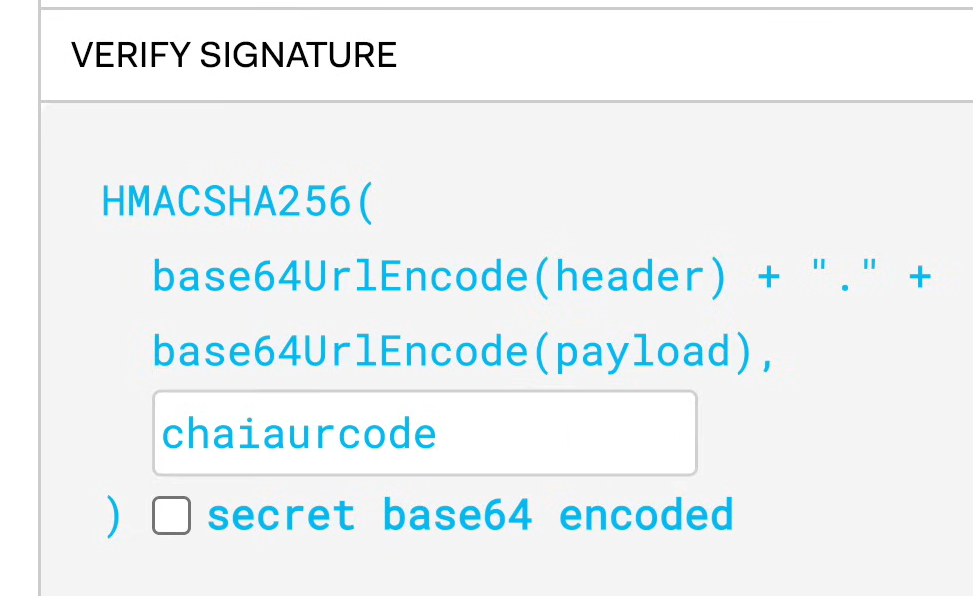 VERIFY SIGNATURE
HMACSHA256(
base64UrlEncode(header) + "." +
base64UrlEncode(payload),
chaiaurcode
) secret base64 encoded